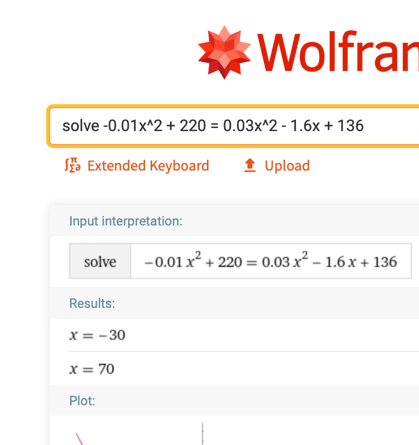 Wolfram
solve -0.01x^2 + 220 = 0.03x^2 - 1.6x + 136
Extended Keyboard Upload
Input interpretation:
solve −0.01 x² + 220 = 0.03 x² − 1.6 x + 136
Results:
x = −30
x = 70
Plot: